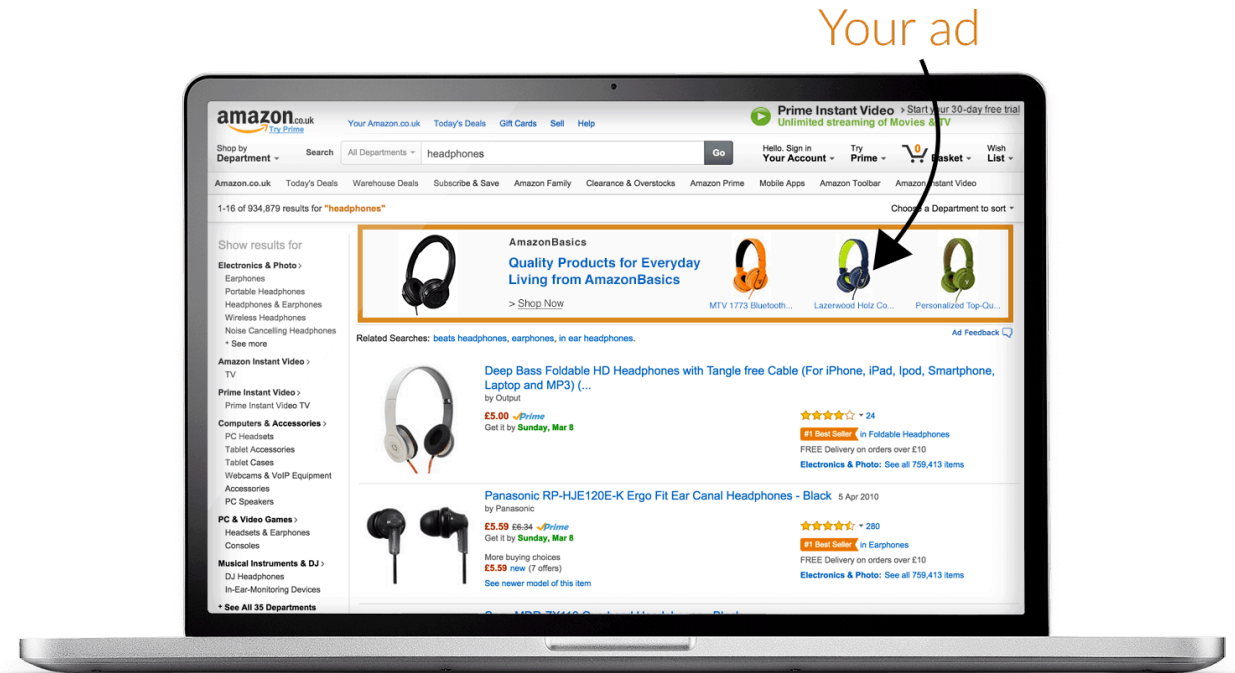 Your ad
amazon.co.uk
Try Prime
Your Amazon.co.uk Today's Deals Gift Cards Sell Help
Prime Instant Video > Start your 30-day free trial
Unlimited streaming of Movies & TV
Shop by
Department
Search All Departments headphones Go
Hello. Sign in
Your Account
Try
Prime
0
Basket
Wish
List
Amazon.co.uk Today's Deals Warehouse Deals Subscribe & Save Amazon Family Clearance & Overstocks Amazon Prime Mobile Apps Amazon Toolbar Amazon Instant Video
1-16 of 934,879 results for "headphones"
Choose a Department to sort
Show results for
Electronics & Photo >
Earphones
Portable Headphones
Headphones & Earphones
Wireless Headphones
Noise Cancelling Headphones
+ See more
Amazon Instant Video >
TV
Prime Instant Video >
Prime Instant Video TV
Computers & Accessories >
PC Headsets
Tablet Accessories
Tablet Cases
Webcams & VoIP Equipment
Accessories
PC Speakers
PC & Video Games >
Headsets & Earphones
Consoles
Musical Instruments & DJ >
DJ Headphones
In-Ear-Monitoring Devices
+ See All 35 Departments
AmazonBasics
Quality Products for Everyday
Living from AmazonBasics
> Shop Now
MTV 1773 Bluetooth...
Lazerwood Holz Co...
Personalized Top-Qu...
Ad Feedback
Related Searches: beats headphones, earphones, in ear headphones.
Deep Bass Foldable HD Headphones with Tangle free Cable (For iPhone, iPad, Ipod, Smartphone,
Laptop and MP3) (...
by Output
£5.00 Prime
Get it by Sunday, Mar 8
24
#1 Best Seller in Foldable Headphones
FREE Delivery on orders over £10
Electronics & Photo: See all 759,413 items
Panasonic RP-HJE120E-K Ergo Fit Ear Canal Headphones - Black 5 Apr 2010
by Panasonic
£5.59 £6.34 Prime
Get it by Sunday, Mar 8
More buying choices
£5.59 new (7 offers)
See newer model of this item
280
#1 Best Seller in Earphones
FREE Delivery on orders over £10
Electronics & Photo: See all 759,413 items